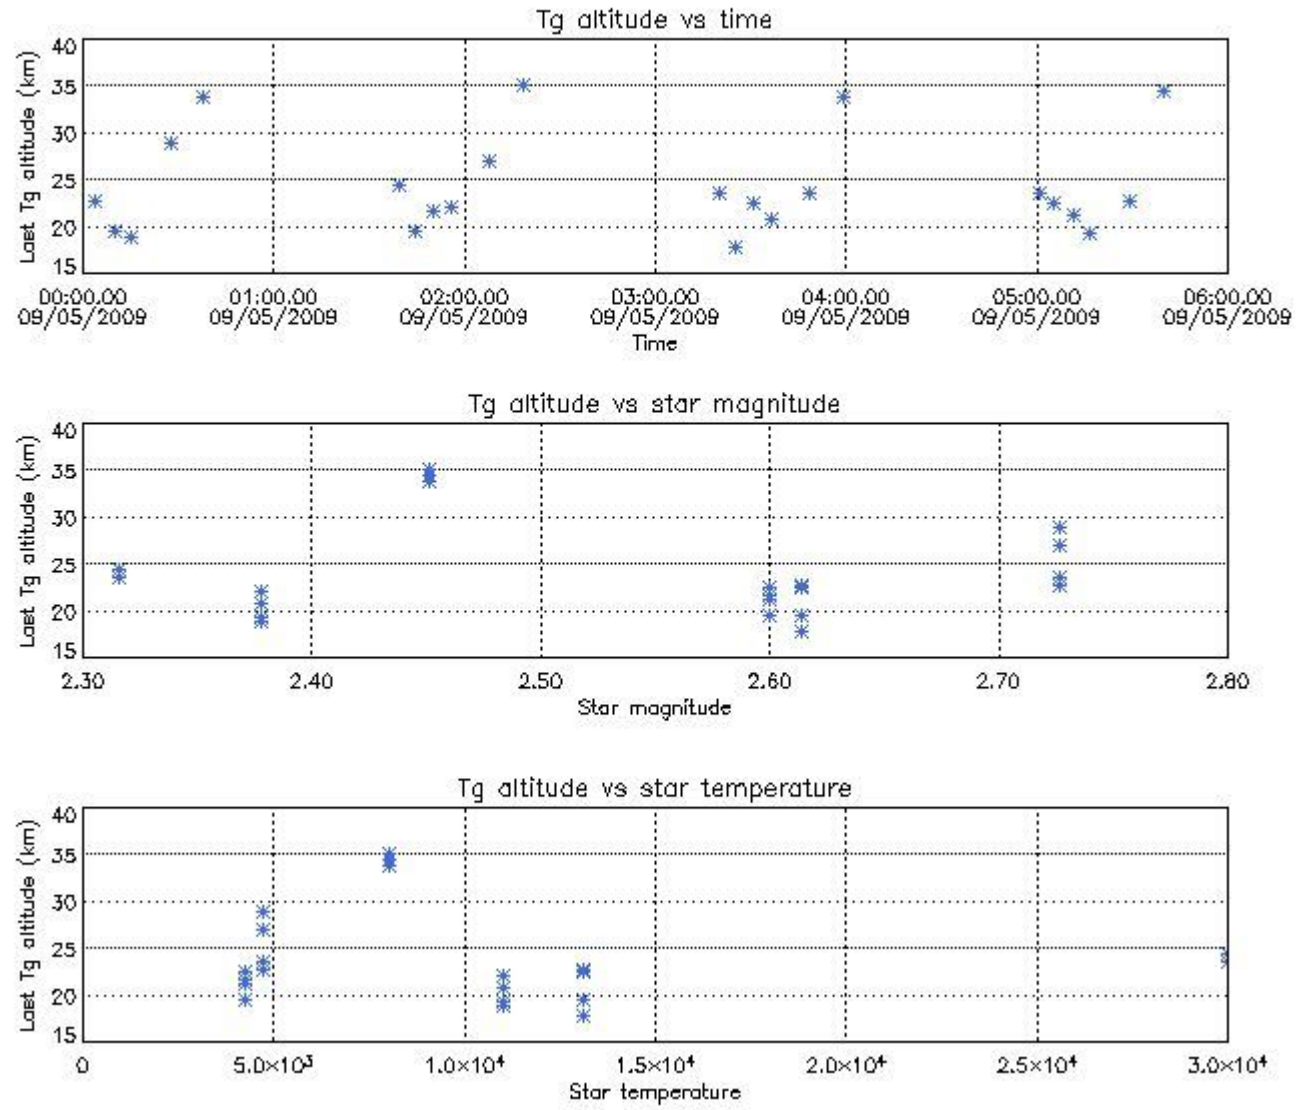 Tg altitude vs time
Last Tg altitude (km)
40
35
30
25
20
15
00:00.00 01:00.00 02:00.00 03:00.00 04:00.00 05:00.00 06:00.00
09/05/2009 09/05/2009 09/05/2009 09/05/2009 09/05/2009 09/05/2009 09/05/2009
Time
Tg altitude vs star magnitude
Last Tg altitude (km)
40
35
30
25
20
15
2.30 2.40 2.50 2.60 2.70 2.80
Star magnitude
Tg altitude vs star temperature
Last Tg altitude (km)
40
35
30
25
20
15
0 5.0×10³ 1.0×10⁴ 1.5×10⁴ 2.0×10⁴ 2.5×10⁴ 3.0×10⁴
Star temperature